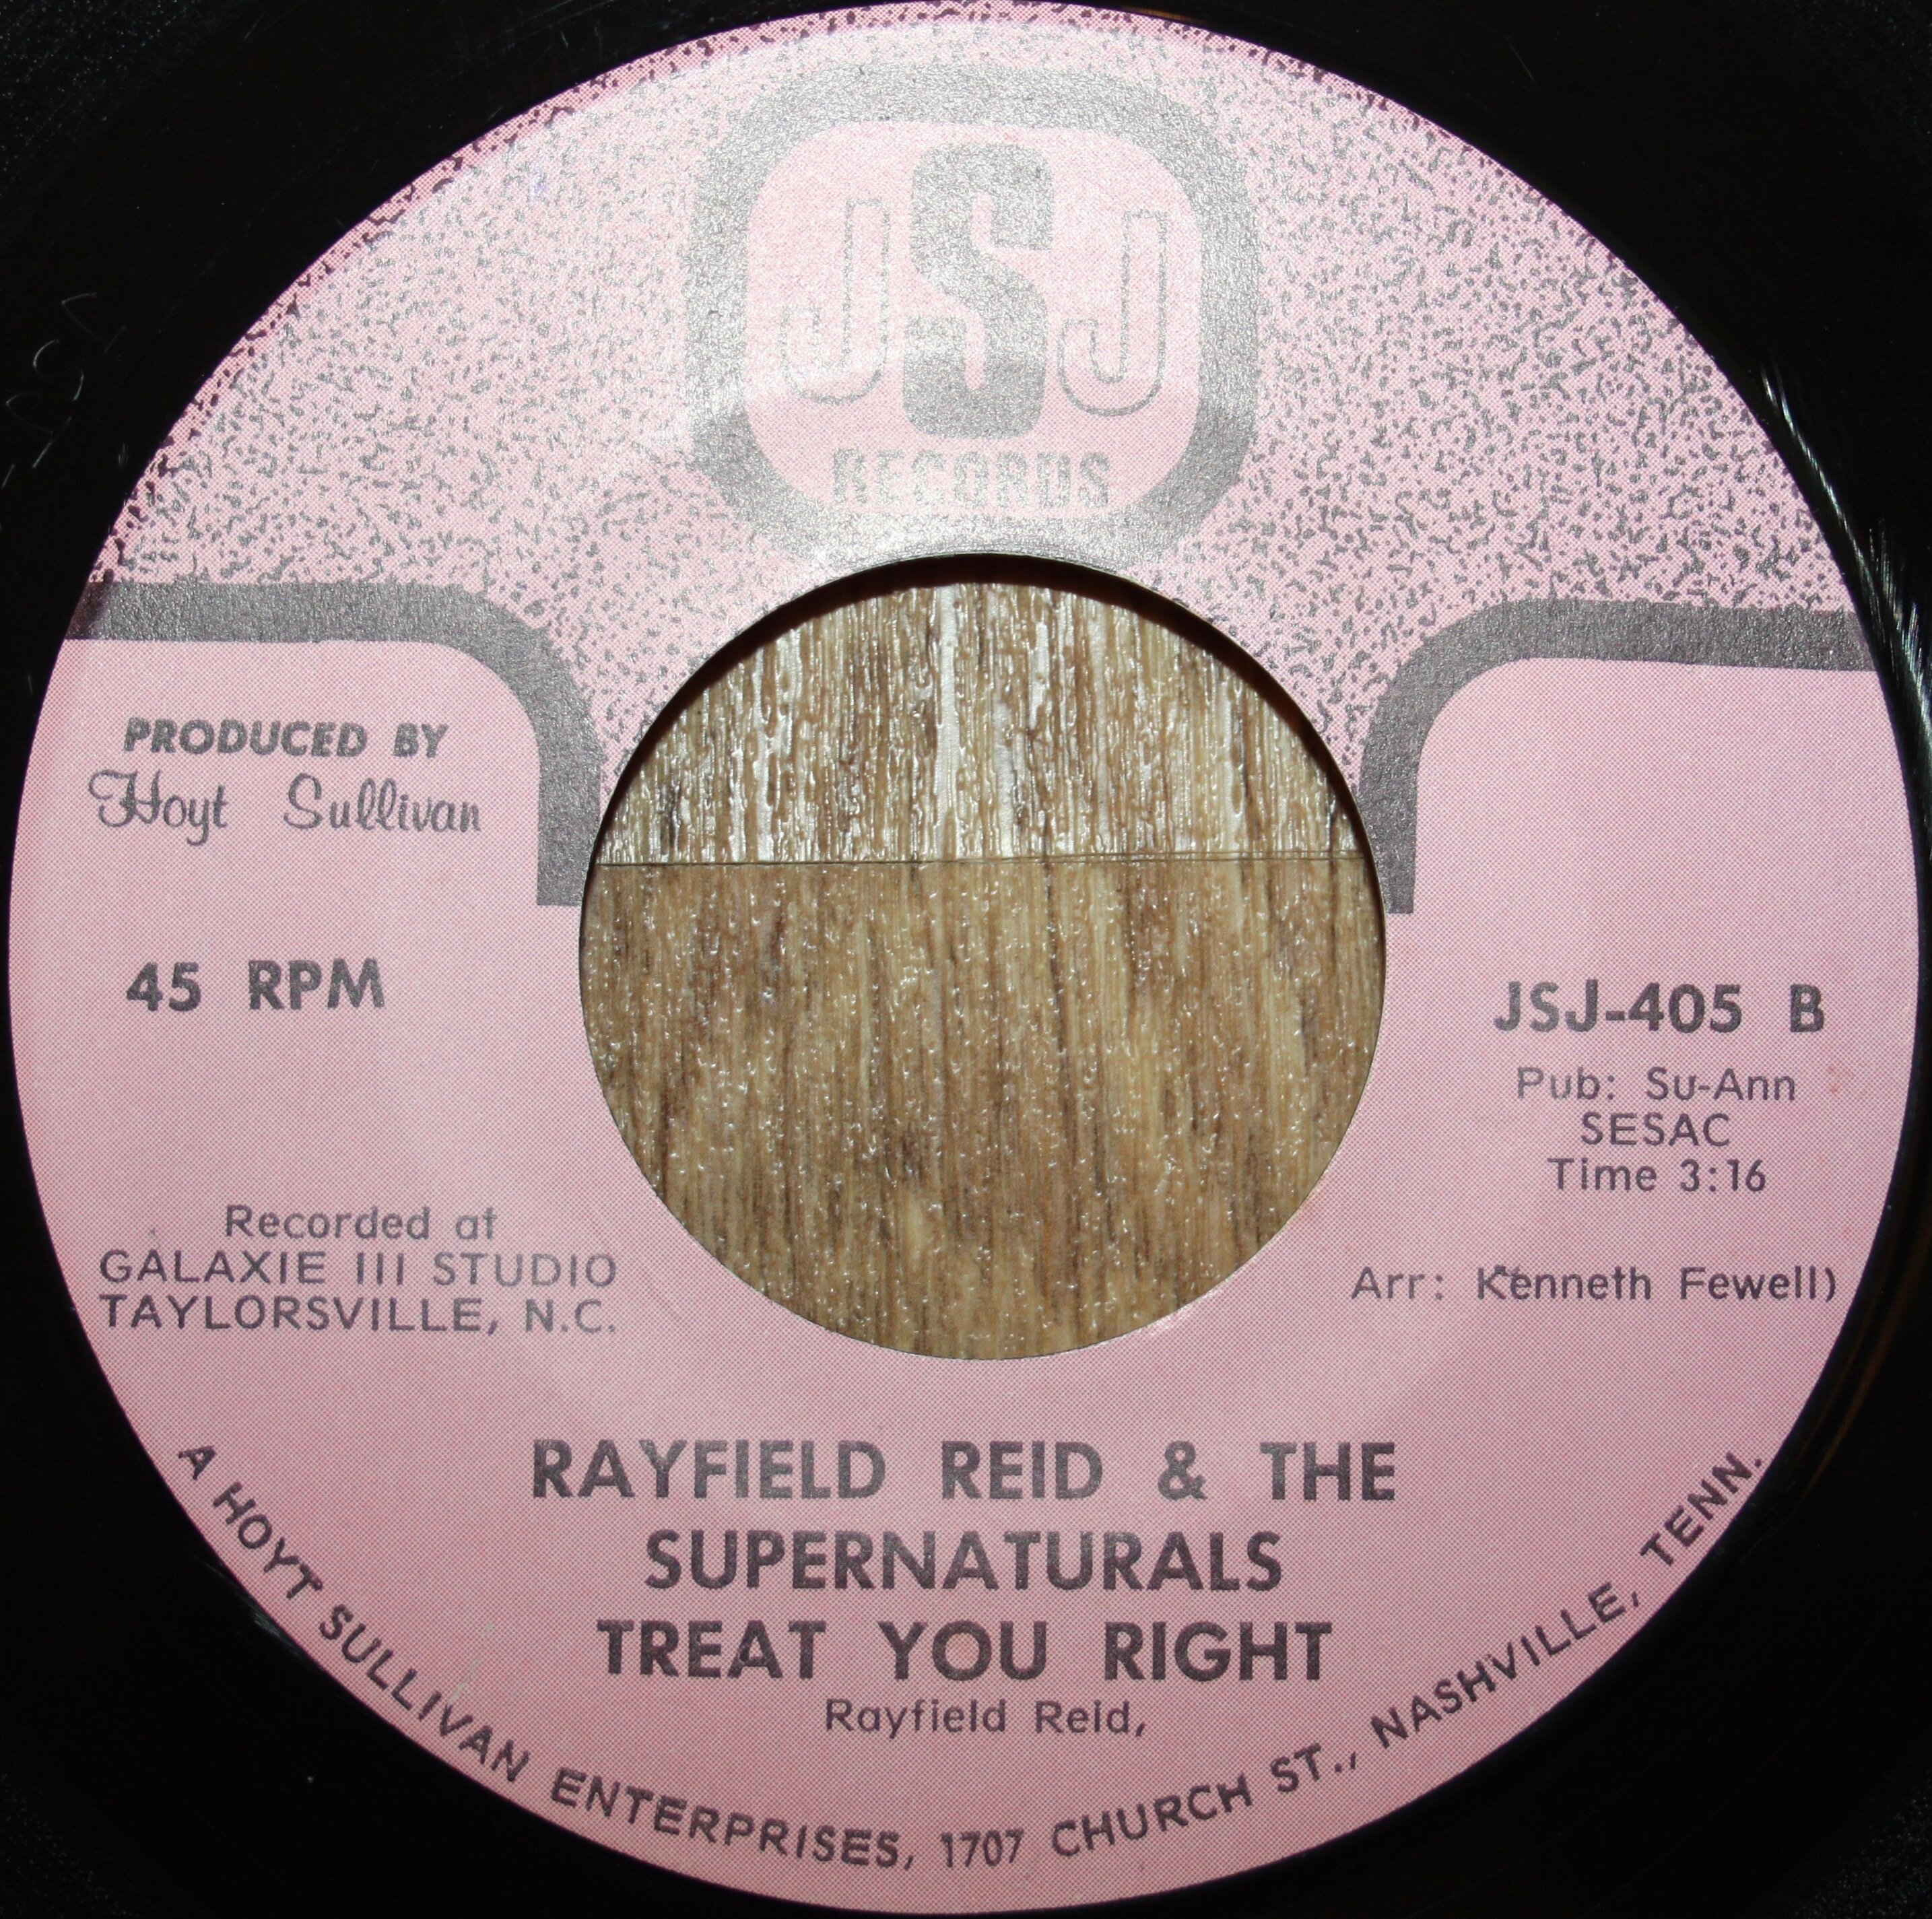 JSJ
RECORDS
PRODUCED BY
Hoyt Sullivan
45 RPM
JSJ-405 B
Pub: Su-Ann
SESAC
Time 3:16
Recorded at
GALAXIE III STUDIO
TAYLORSVILLE, N.C.
Arr: Kenneth Fewell)
RAYFIELD REID & THE
SUPERNATURALS
TREAT YOU RIGHT
Rayfield Reid,
A HOYT SULLIVAN ENTERPRISES, 1707 CHURCH ST., NASHVILLE, TENN.